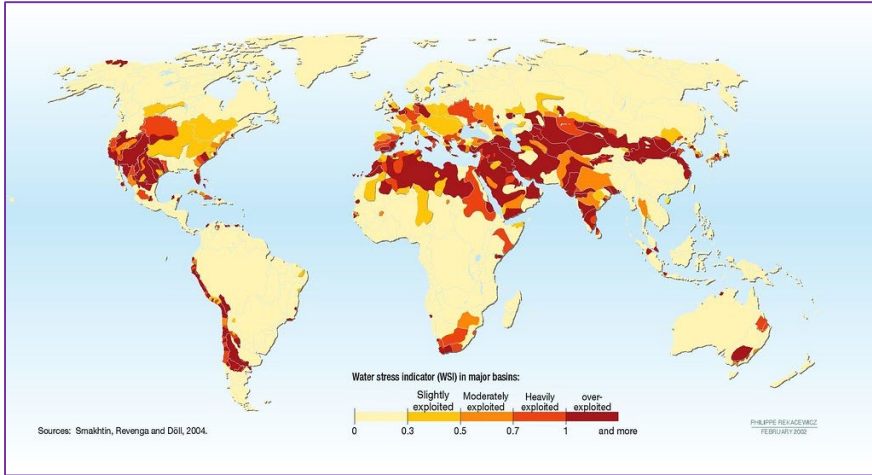 Water stress indicator (WSI) in major basins:
Slightly exploited
Moderately exploited
Heavily exploited
over-exploited
0 0.3 0.5 0.7 1 and more
Sources: Smakhtin, Revenga and Döll, 2004.
PHILIPPE REKACEWICZ
FEBRUARY 2002